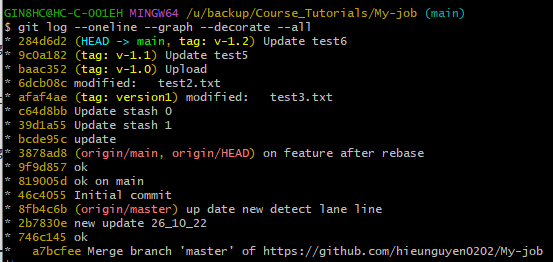 GIN8HC@HC-C-001EH MINGW64 /u/backup/Course_Tutorials/My-job (main)
$ git log --oneline --graph --decorate --all
* 284d6d2 (HEAD -> main, tag: v-1.2) Update test6
* 9c0a182 (tag: v-1.1) Update test5
* baac352 (tag: v-1.0) Upload
* 6dcb08c modified:   test2.txt
* afaf4ae (tag: version1) modified:   test3.txt
* c64d8bb Update stash 0
* 39d1a55 Update stash 1
* bcde95c update
* 3878ad8 (origin/main, origin/HEAD) on feature after rebase
* 9f9d857 ok
* 819005d ok on main
* 46c4055 Initial commit
* 8fb4c6b (origin/master) up date new detect lane line
* 2b7830e new update 26_10_22
* 746c145 ok
*   a7bcfee Merge branch 'master' of https://github.com/hieunguyen0202/My-job